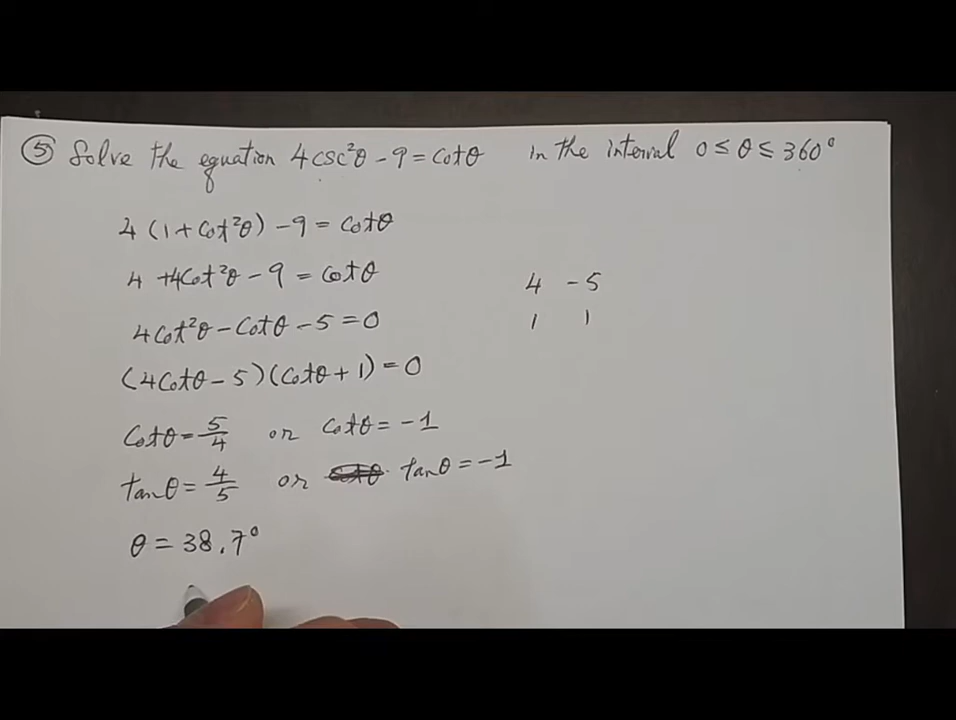 ⑤ Solve the equation 4csc²θ - 9 = cotθ in the interval 0 ≤ θ ≤ 360°
4 (1 + cot²θ) - 9 = cotθ
4 + 4cot²θ - 9 = cotθ
4 -5
4cot²θ - cotθ - 5 = 0
1 1
(4cotθ - 5)(cotθ + 1) = 0
cotθ = 5/4 or cotθ = -1
tanθ = 4/5 or cotθ tanθ = -1
θ = 38.7°